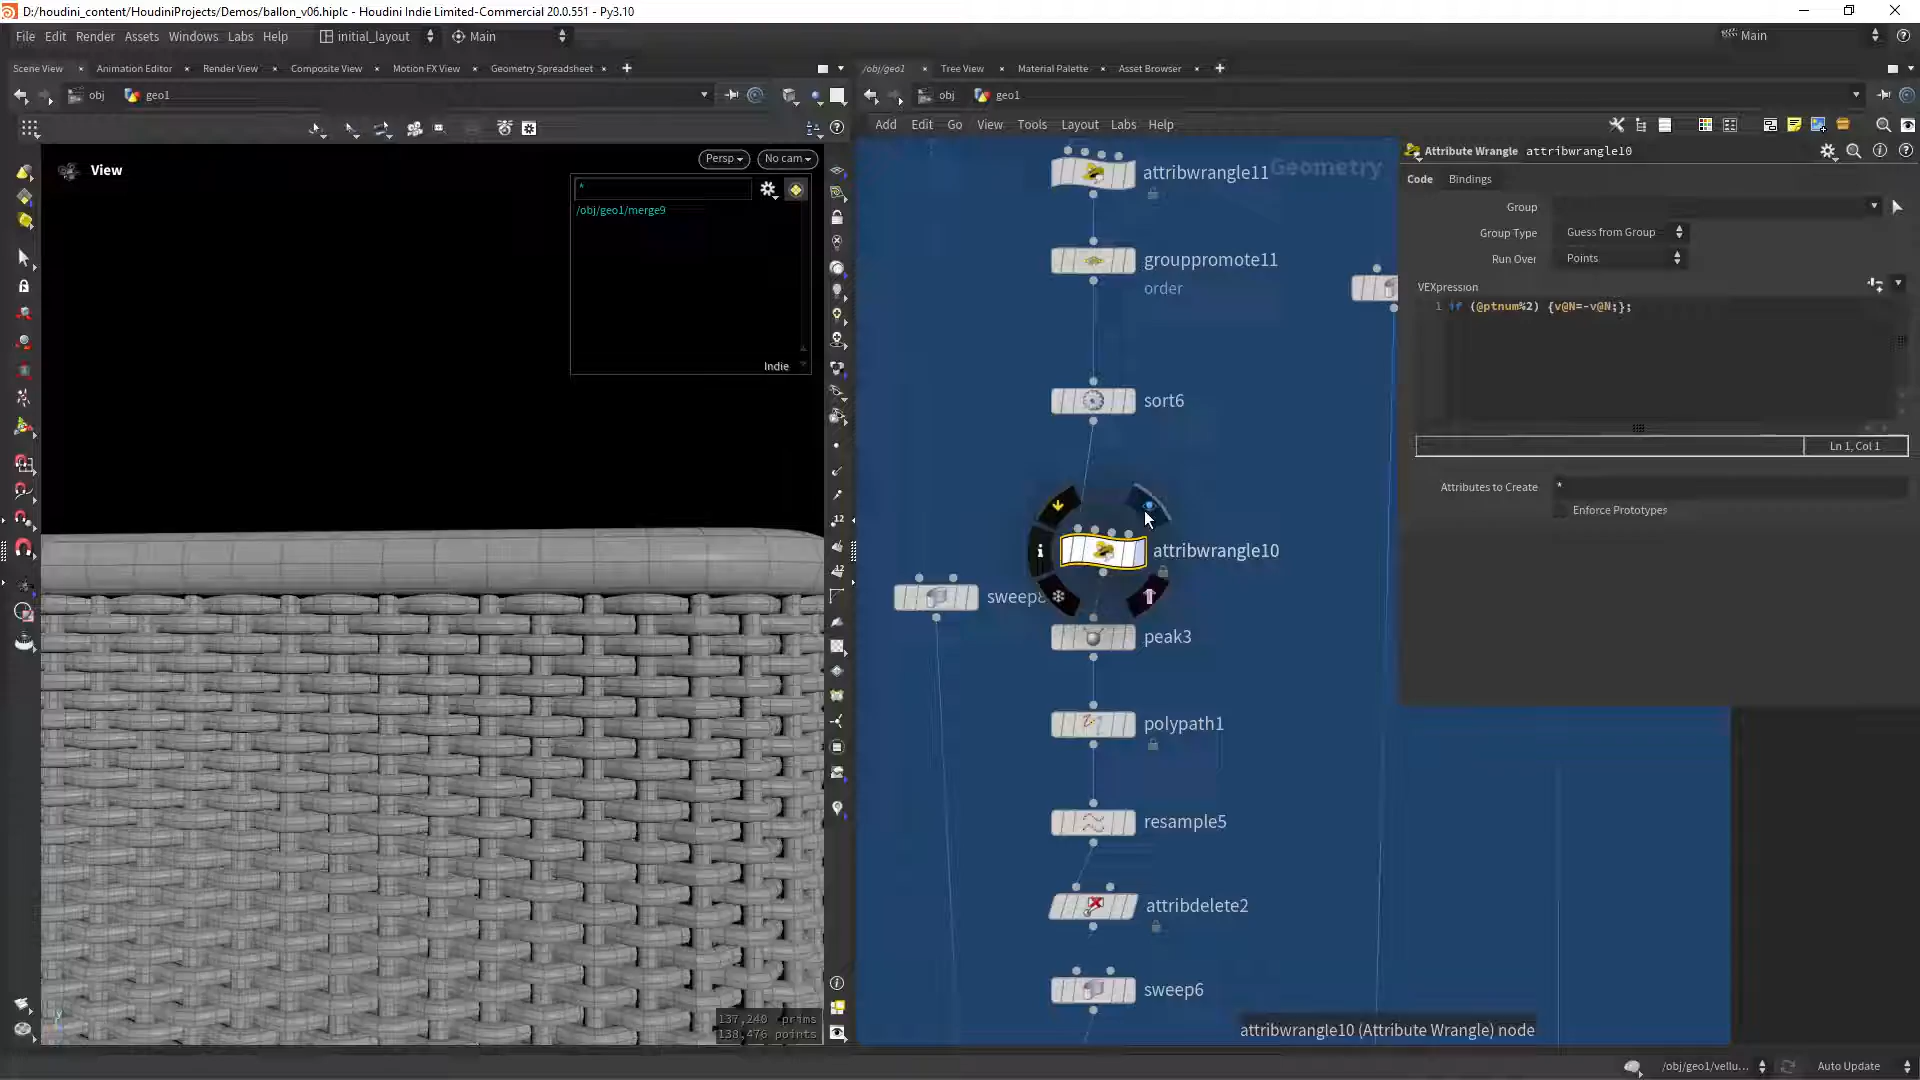 D:/houdini_content/HoudiniProjects/Demos/ballon_v06.hiplc - Houdini Indie Limited-Commercial 20.0.551 - Py3.10
File Edit Render Assets Windows Labs Help initial_layout Main Main
Scene View Animation Editor Render View Composite View Motion FX View Geometry Spreadsheet
/obj/geo1 Tree View Material Palette Asset Browser
obj geo1
obj geo1
Add Edit Go View Tools Layout Labs Help
View
Persp No cam
*
/obj/geo1/merge9
Indie
137,240 prims
138,476 points
Geometry
attribwrangle11
grouppromote11
order
sort6
attribwrangle10
sweep8
peak3
polypath1
resample5
attribdelete2
sweep6
attribwrangle10 (Attribute Wrangle) node
Attribute Wrangle attribwrangle10
Code Bindings
Group
Group Type Guess from Group
Run Over Points
VEXpression
1 if (@ptnum%2) {v@N=-v@N;};
Ln 1, Col 1
Attributes to Create *
Enforce Prototypes
12
12
/obj/geo1/vellu... Auto Update